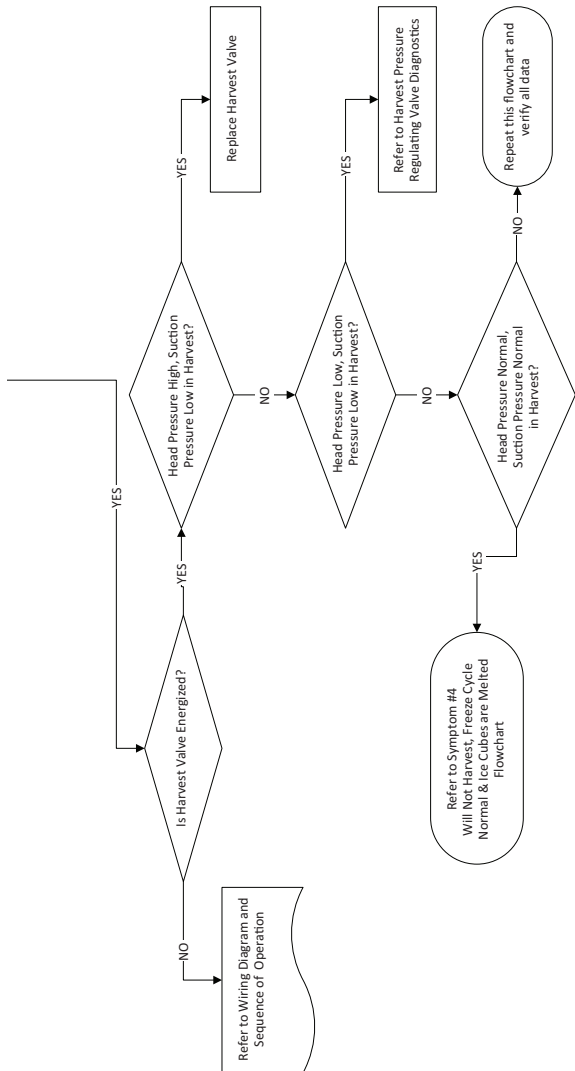 YES
Is Harvest Valve Energized?
NO
Refer to Wiring Diagram and
Sequence of Operation
YES
Head Pressure High, Suction
Pressure Low in Harvest?
YES
Replace Harvest Valve
NO
Head Pressure Low, Suction
Pressure Low in Harvest?
YES
Refer to Harvest Pressure
Regulating Valve Diagnostics
NO
Head Pressure Normal,
Suction Pressure Normal
in Harvest?
YES
Refer to Symptom #4
Will Not Harvest, Freeze Cycle
Normal & Ice Cubes are Melted
Flowchart
NO
Repeat this flowchart and
verify all data